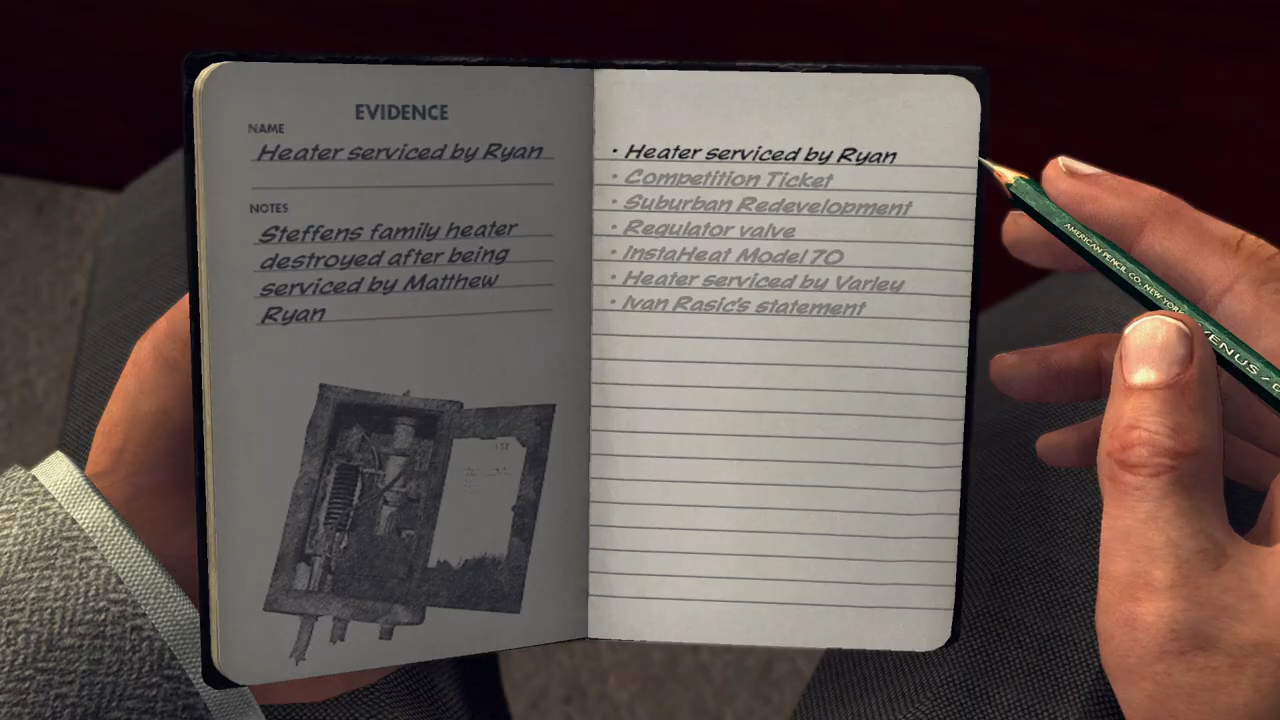 EVIDENCE
NAME
Heater serviced by Ryan
NOTES
Steffens family heater
destroyed after being
serviced by Matthew
Ryan
• Heater serviced by Ryan
• Competition Ticket
• Suburban Redevelopment
• Regulator valve
• InstaHeat Model 70
• Heater serviced by Varley
• Ivan Rasic's statement
AMERICAN PENCIL CO. NEW YORK
VENUS